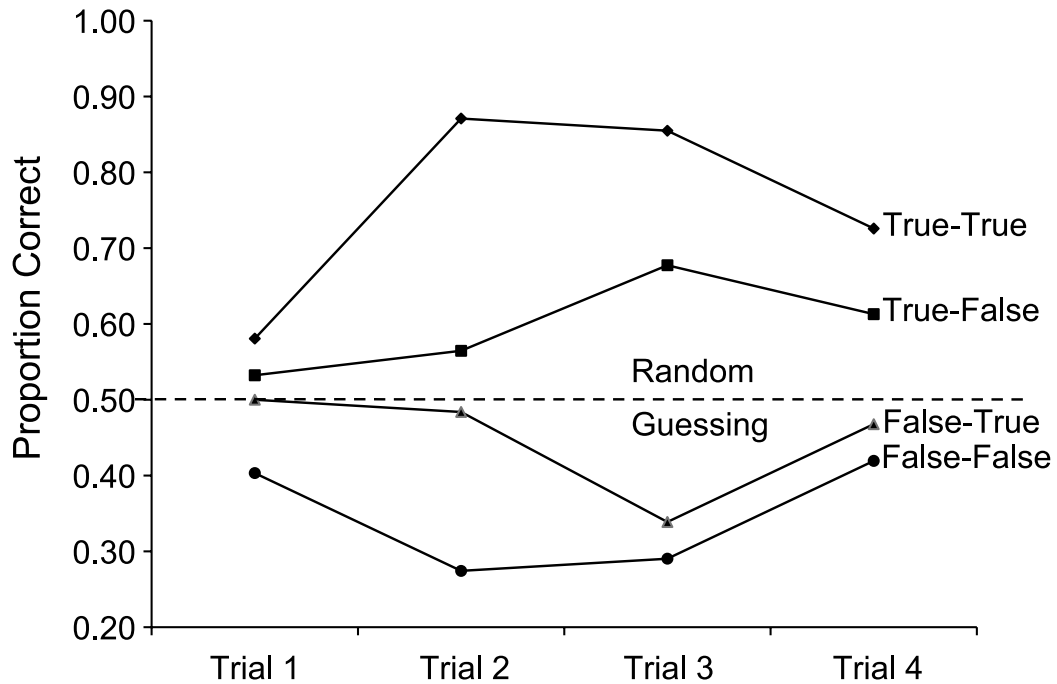 Proportion Correct
1.00
0.90
0.80
0.70
0.60
0.50
0.40
0.30
0.20
True-True
True-False
Random
Guessing
False-True
False-False
Trial 1
Trial 2
Trial 3
Trial 4